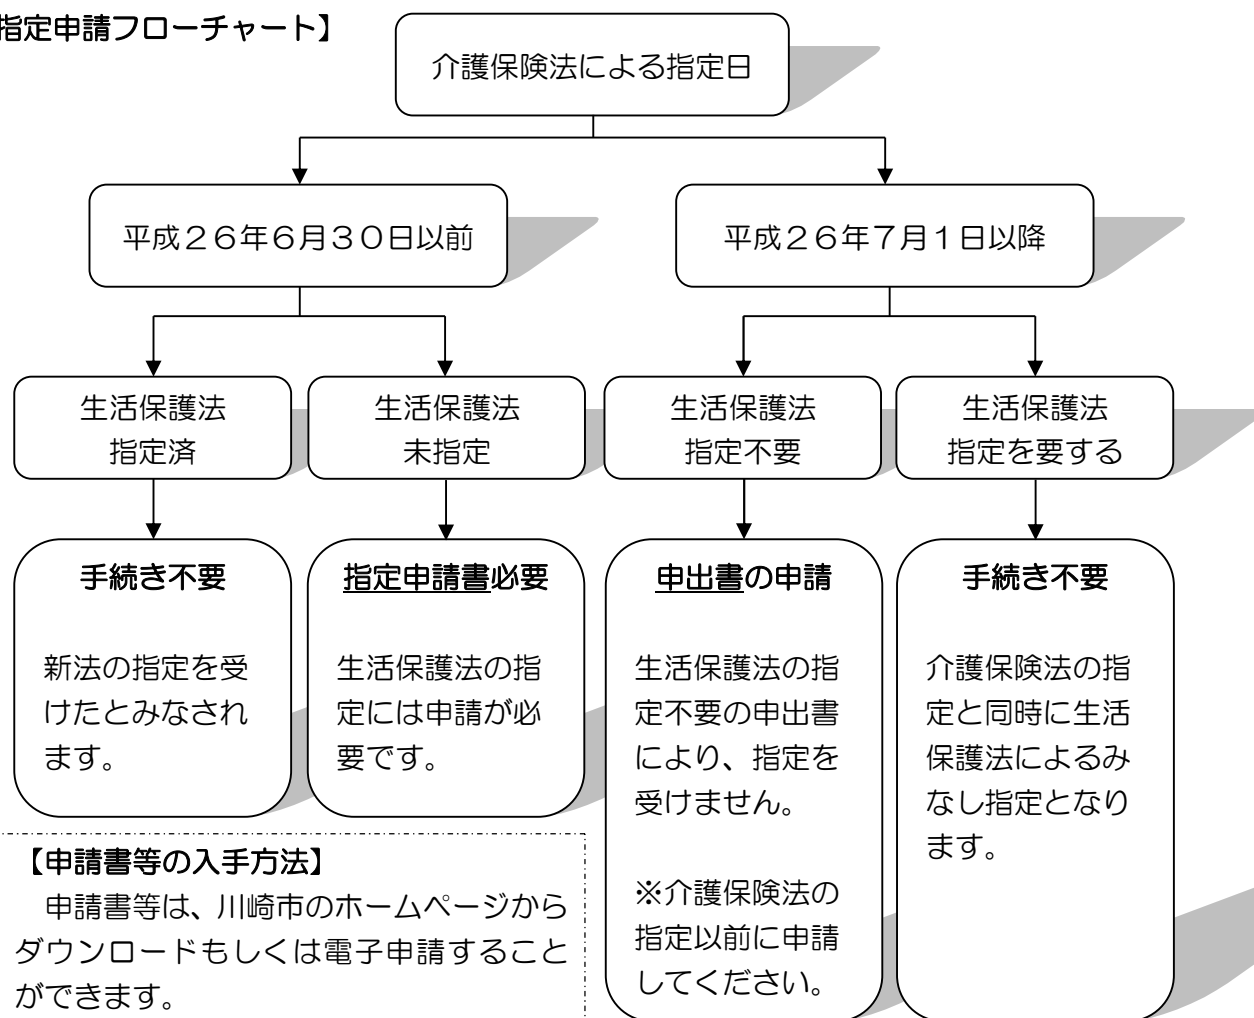 指定申請フローチャート】
介護保険法による指定日
平成２６年６月３０日以前
平成２６年７月１日以降
生活保護法
指定済
生活保護法
未指定
生活保護法
指定不要
生活保護法
指定を要する
手続き不要
新法の指定を受
けたとみなされ
ます。
指定申請書必要
生活保護法の指
定には申請が必
要です。
申出書の申請
生活保護法の指
定不要の申出書
により、指定を
受けません。
※介護保険法の
指定以前に申請
してください。
手続き不要
介護保険法の指
定と同時に生活
保護法によるみ
なし指定となり
ます。
【申請書等の入手方法】
申請書等は、川崎市のホームページから
ダウンロードもしくは電子申請すること
ができます。